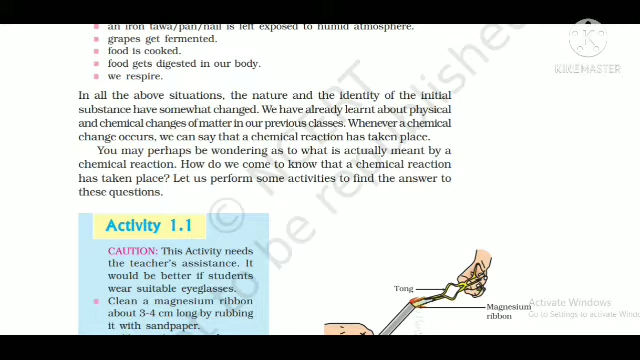 an iron tawa/pan/nail is left exposed to humid atmosphere.
grapes get fermented.
food is cooked.
food gets digested in our body.
we respire.
In all the above situations, the nature and the identity of the initial
substance have somewhat changed. We have already learnt about physical
and chemical changes of matter in our previous classes. Whenever a chemical
change occurs, we can say that a chemical reaction has taken place.
You may perhaps be wondering as to what is actually meant by a
chemical reaction. How do we come to know that a chemical reaction
has taken place? Let us perform some activities to find the answer to
these questions.
Activity 1.1
CAUTION: This Activity needs
the teacher's assistance. It
would be better if students
wear suitable eyeglasses.
Clean a magnesium ribbon
about 3-4 cm long by rubbing
it with sandpaper.
Tong
Magnesium
ribbon
KINEMASTER
Activate Windows
Go to Settings to activate Windo
© NCERT
not to be republished